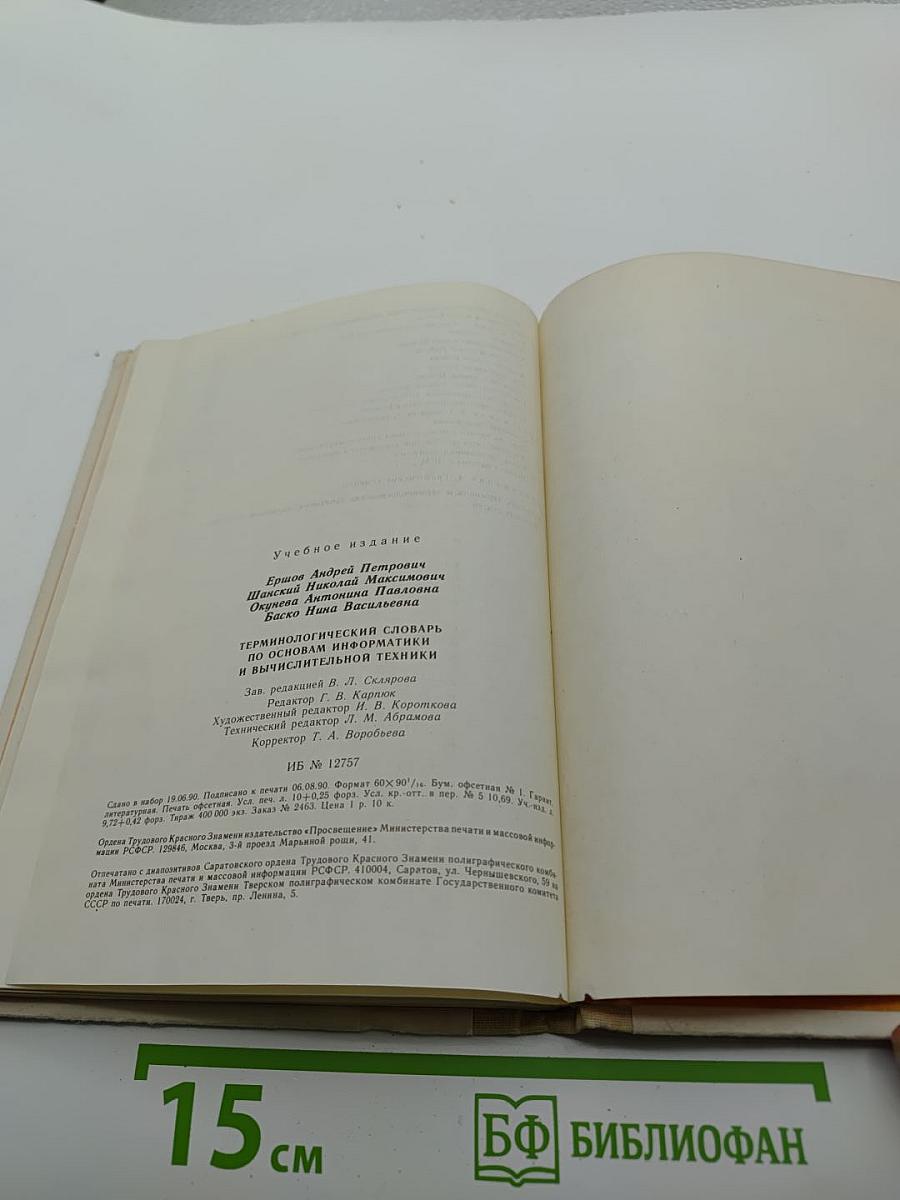 Учебное издание
Ершов Андрей Петрович
Шанский Николай Максимович
Окунева Антонина Павловна
Баско Нина Васильевна
ТЕРМИНОЛОГИЧЕСКИЙ СЛОВАРЬ
ПО ОСНОВАМ ИНФОРМАТИКИ
И ВЫЧИСЛИТЕЛЬНОЙ ТЕХНИКИ
Зав. редакцией В. Л. Склярова
Редактор Г. В. Карпюк
Художественный редактор И. В. Короткова
Технический редактор Л. М. Абрамова
Корректор Т. А. Воробьева
ИБ № 12757
Сдано в набор 19.06.90. Подписано к печати 06.08.90. Формат 60×90¹/₁₆. Бум. офсетная № 1. Гарнит.
литературная. Печать офсетная. Усл. печ. л. 10+0,25 форз. Усл. кр.-отт. в пер. № 5 10,69. Уч.-изд. л.
9,72+0,42 форз. Тираж 400 000 экз. Заказ № 2463. Цена 1 р. 10 к.
Ордена Трудового Красного Знамени издательство «Просвещение» Министерства печати и массовой инфор-
мации РСФСР. 129846, Москва, 3-й проезд Марьиной рощи, 41.
Отпечатано с диапозитивов Саратовского ордена Трудового Красного Знамени полиграфического комби-
ната Министерства печати и массовой информации РСФСР. 410004, Саратов, ул. Чернышевского, 59 на
ордена Трудового Красного Знамени Тверском полиграфическом комбинате Государственного комитета
СССР по печати. 170024, г. Тверь, пр. Ленина, 5.
15 см
БФ БИБЛИОФАН